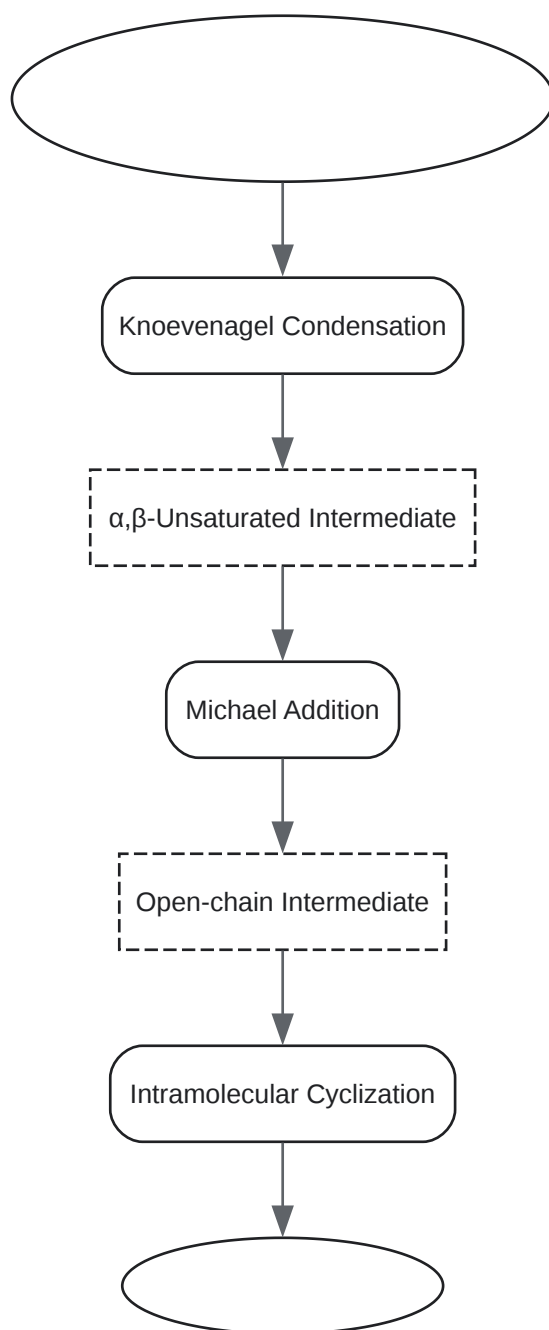 Knoevenagel Condensation
α,β-Unsaturated Intermediate
Michael Addition
Open-chain Intermediate
Intramolecular Cyclization